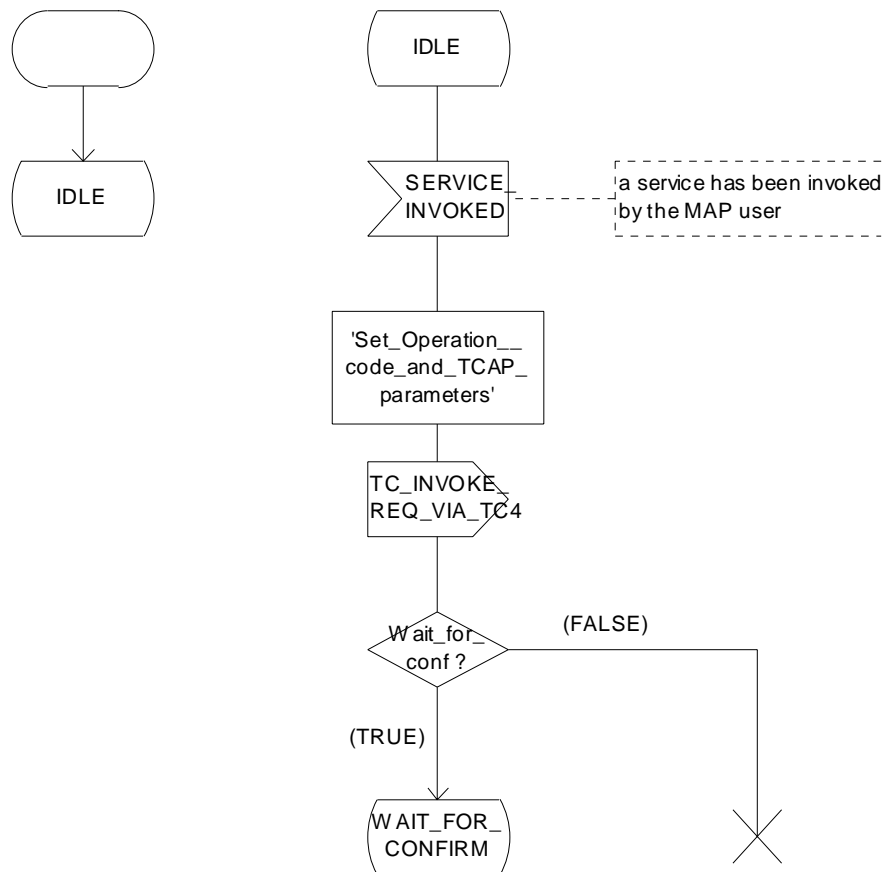 IDLE
IDLE
SERVICE_
INVOKED
a service has been invoked
by the MAP user
'Set_Operation__
code_and_TCAP_
parameters'
TC_INVOKE_
REQ_VIA_TC4
Wait_for_
conf ?
(FALSE)
(TRUE)
WAIT_FOR_
CONFIRM